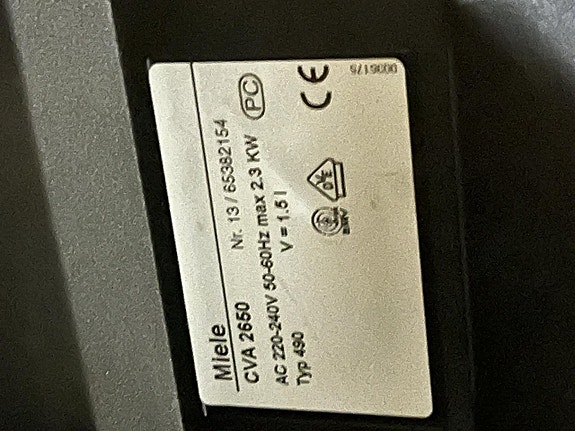 Miele
CVA 2650 Nr. 13 / 65382154
AC 220-240V 50-60Hz max 2.3 KW
Typ 490 V = 1.5 l
PC
CE
DVE
0006175